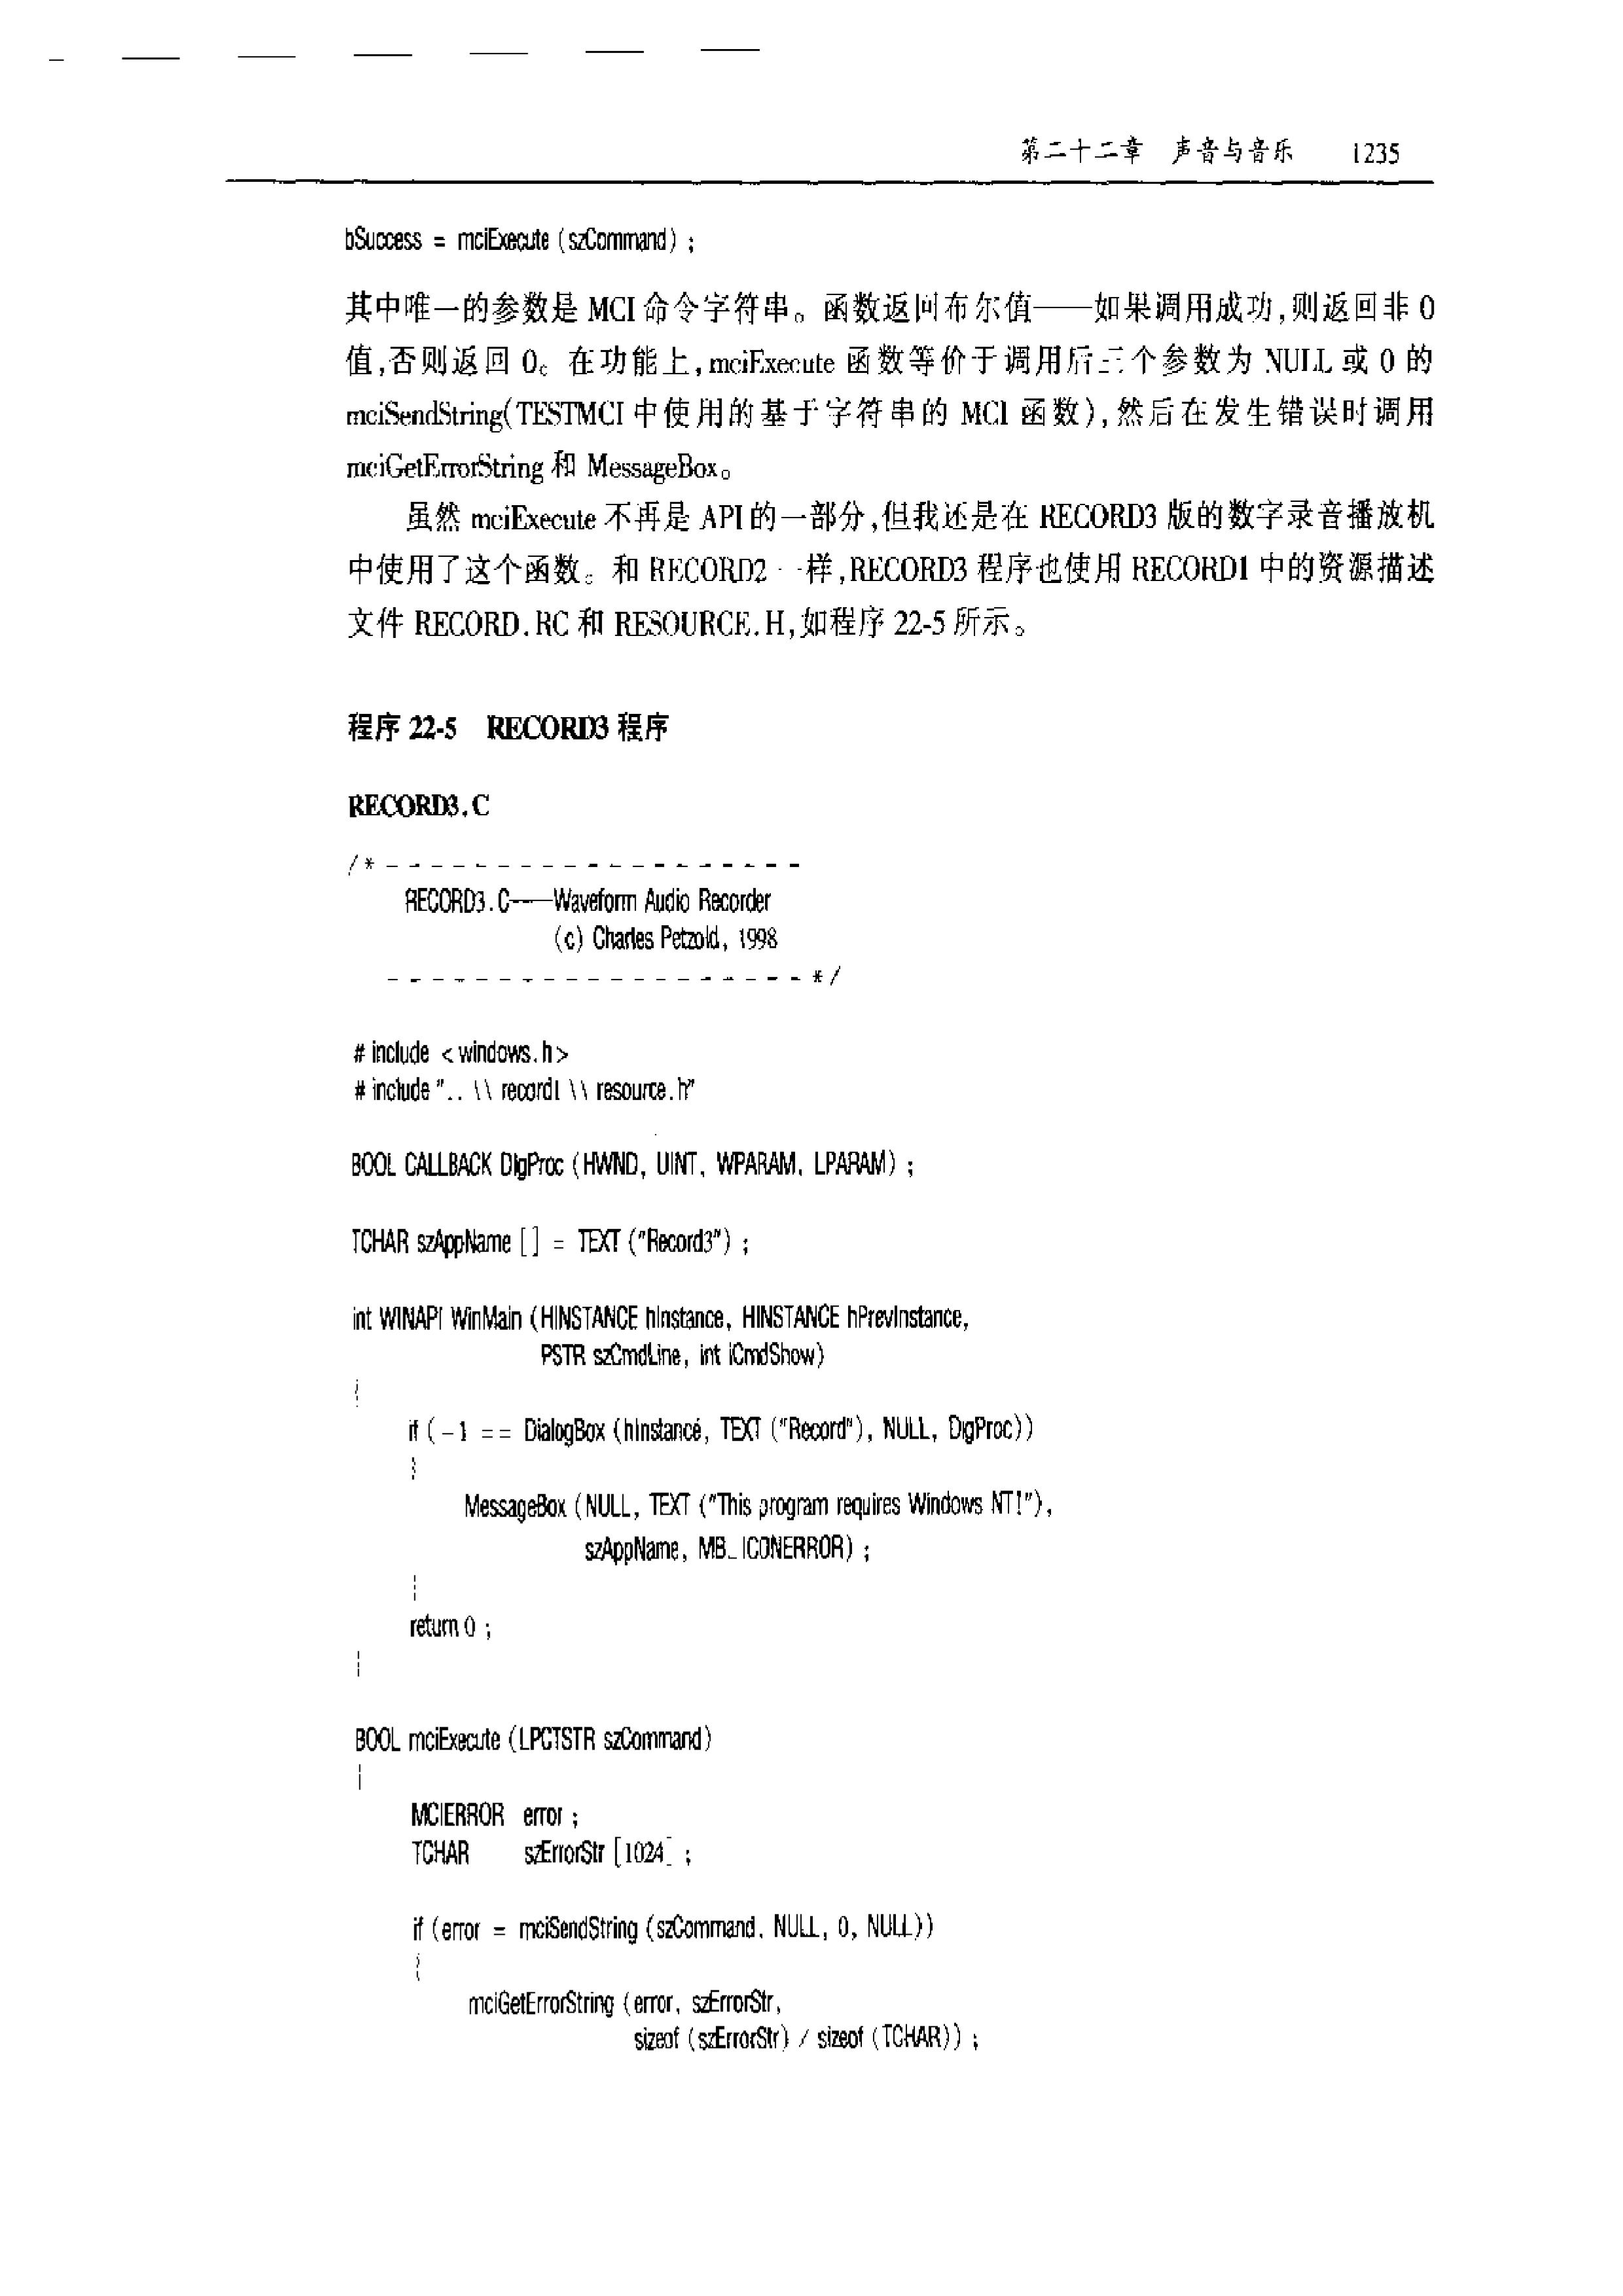 第二十二章 声音与音乐 1235
bSuccess = mciExecute (szCommand) ;
其中唯一的参数是 MCI 命令字符串。函数返回布尔值——如果调用成功,则返回非 0
值,否则返回 0。在功能上,mciExecute 函数等价于调用后三个参数为 NULL 或 0 的
mciSendString(TESTMCI 中使用的基于字符串的 MCI 函数),然后在发生错误时调用
mciGetErrorString 和 MessageBox。
虽然 mciExecute 不再是 API 的一部分,但我还是在 RECORD3 版的数字录音播放机
中使用了这个函数。和 RECORD2 一样,RECORD3 程序也使用 RECORD1 中的资源描述
文件 RECORD.RC 和 RESOURCE.H,如程序 22-5 所示。
程序 22-5 RECORD3 程序
RECORD3.C
/* - - - - - - - - - - - - - - - - - - -
RECORD3.C——Waveform Audio Recorder
(c) Charles Petzold, 1998
- - - - - - - - - - - - - - - - - - - */
# include <windows.h>
# include ".. \\ record1 \\ resource.h"
BOOL CALLBACK DlgProc (HWND, UINT, WPARAM, LPARAM) ;
TCHAR szAppName [] = TEXT ("Record3") ;
int WINAPI WinMain (HINSTANCE hInstance, HINSTANCE hPrevInstance,
PSTR szCmdLine, int iCmdShow)
{
if (-1 == DialogBox (hInstance, TEXT ("Record"), NULL, DlgProc))
{
MessageBox (NULL, TEXT ("This program requires Windows NT!"),
szAppName, MB_ICONERROR) ;
}
return 0 ;
}
BOOL mciExecute (LPCTSTR szCommand)
{
MCIERROR error ;
TCHAR szErrorStr [1024] ;
if (error = mciSendString (szCommand, NULL, 0, NULL))
{
mciGetErrorString (error, szErrorStr,
sizeof (szErrorStr) / sizeof (TCHAR)) ;